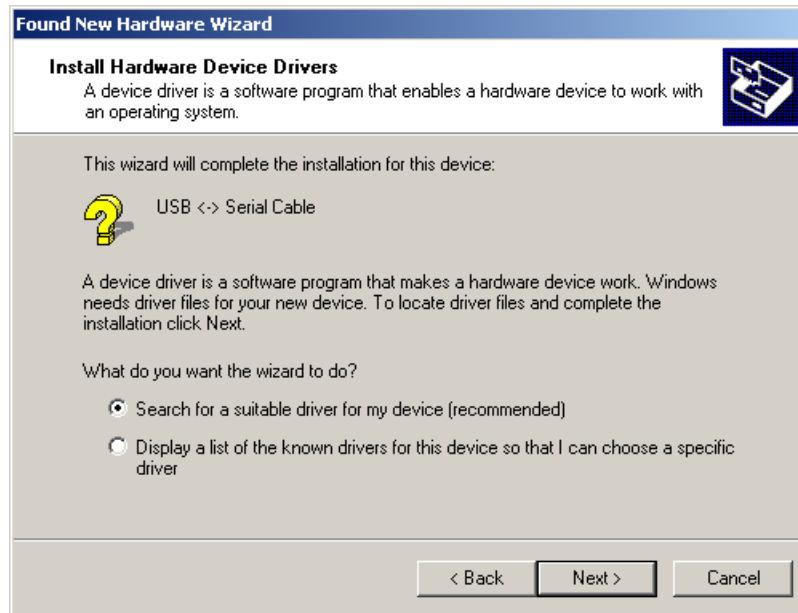 Found New Hardware Wizard
Install Hardware Device Drivers
A device driver is a software program that enables a hardware device to work with
an operating system.
This wizard will complete the installation for this device:
USB <-> Serial Cable
A device driver is a software program that makes a hardware device work. Windows
needs driver files for your new device. To locate driver files and complete the
installation click Next.
What do you want the wizard to do?
Search for a suitable driver for my device (recommended)
Display a list of the known drivers for this device so that I can choose a specific
driver
< Back
Next >
Cancel